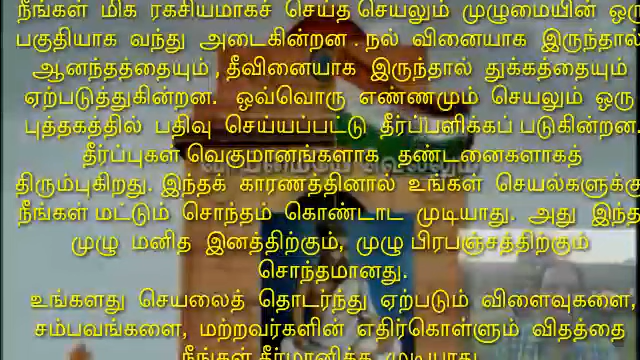 நீங்கள் மிக ரகசியமாகச் செய்த செயலும் முழுமையின் ஒரு
பகுதியாக வந்து அடைகின்றன . நல் வினையாக இருந்தால்
ஆனந்தத்தையும் , தீவினையாக இருந்தால் துக்கத்தையும்
ஏற்படுத்துகின்றன. ஒவ்வொரு எண்ணமும் செயலும் ஒரு
புத்தகத்தில் பதிவு செய்யப்பட்டு தீர்ப்பளிக்கப் படுகின்றன.
தீர்ப்புகள் வெகுமானங்களாக தண்டனைகளாகத்
திரும்புகிறது. இந்தக் காரணத்தினால் உங்கள் செயல்களுக்கு
நீங்கள் மட்டும் சொந்தம் கொண்டாட முடியாது. அது இந்த
முழு மனித இனத்திற்கும், முழு பிரபஞ்சத்திற்கும்
சொந்தமானது.
உங்களது செயலைத் தொடர்ந்து ஏற்படும் விளைவுகளை,
சம்பவங்களை, மற்றவர்களின் எதிர்கொள்ளும் விதத்தை
நீங்கள் தீர்மானிக்க முடியாது